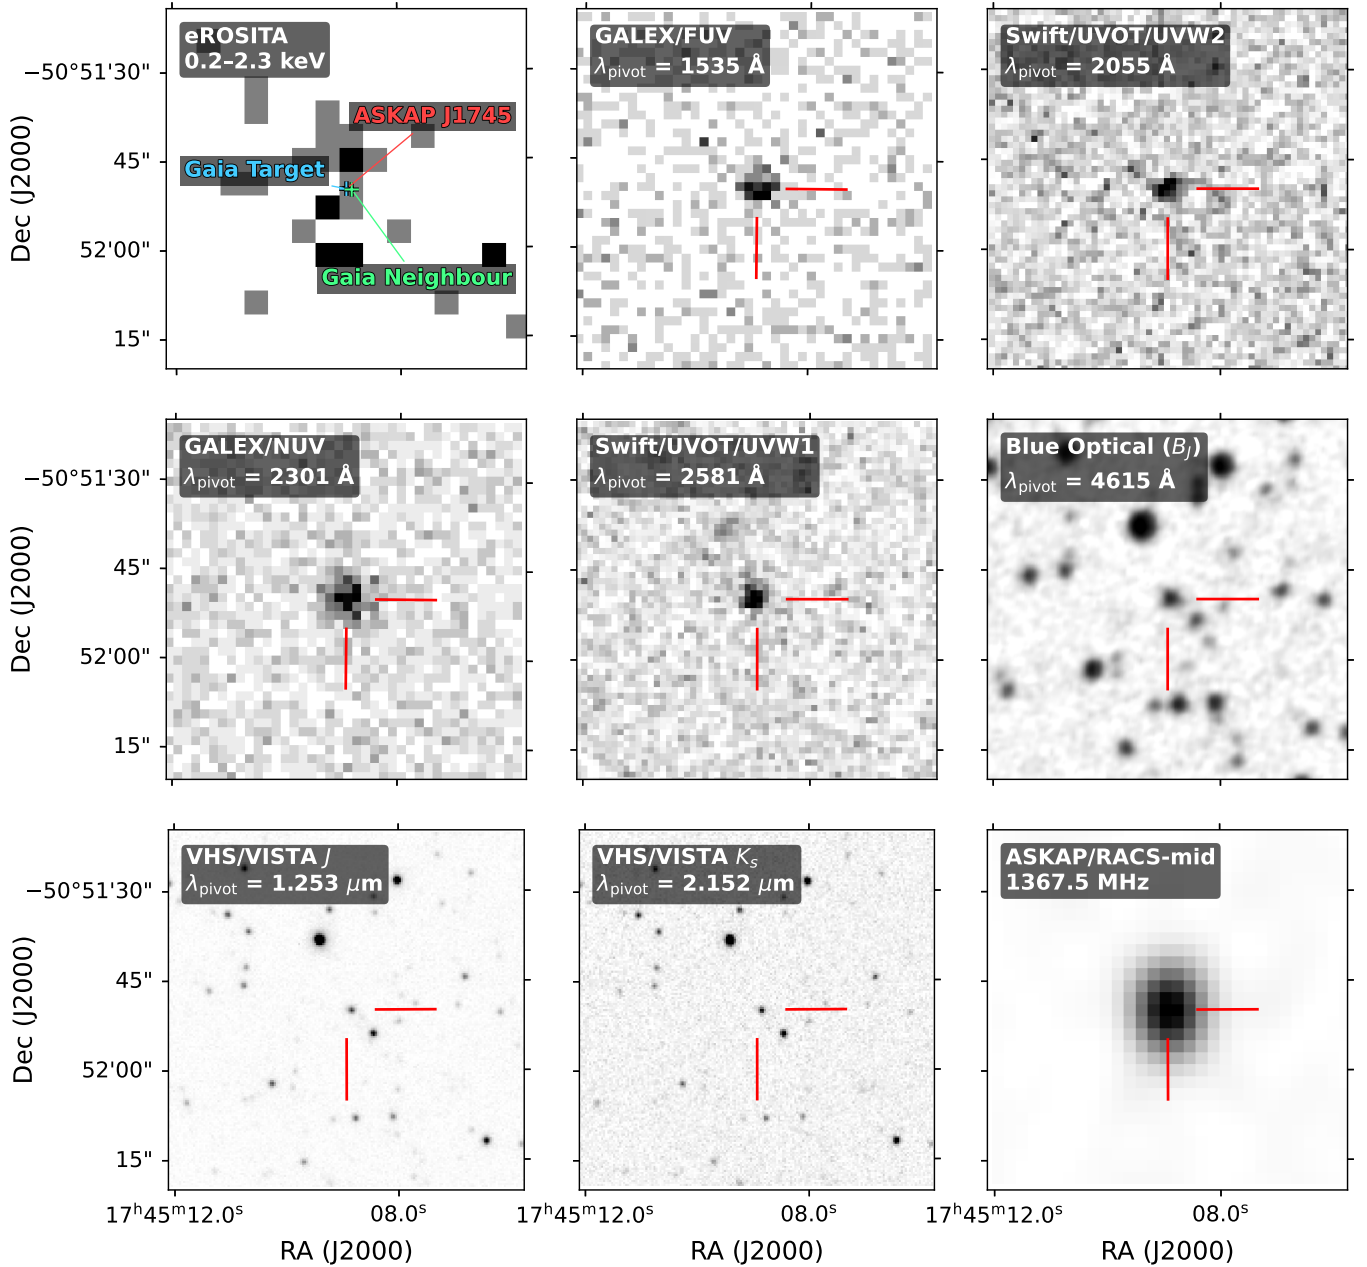 eROSITA
0.2–2.3 keV
ASKAP J1745
Gaia Target
Gaia Neighbour
−50°51'30"
45"
52'00"
15"
Dec (J2000)
GALEX/FUV
λpivot = 1535 Å
Swift/UVOT/UVW2
λpivot = 2055 Å
GALEX/NUV
λpivot = 2301 Å
−50°51'30"
45"
52'00"
15"
Dec (J2000)
Swift/UVOT/UVW1
λpivot = 2581 Å
Blue Optical (BJ)
λpivot = 4615 Å
VHS/VISTA J
λpivot = 1.253 μm
−50°51'30"
45"
52'00"
15"
Dec (J2000)
17h45m12.0s 08.0s
RA (J2000)
VHS/VISTA Ks
λpivot = 2.152 μm
17h45m12.0s 08.0s
RA (J2000)
ASKAP/RACS-mid
1367.5 MHz
17h45m12.0s 08.0s
RA (J2000)